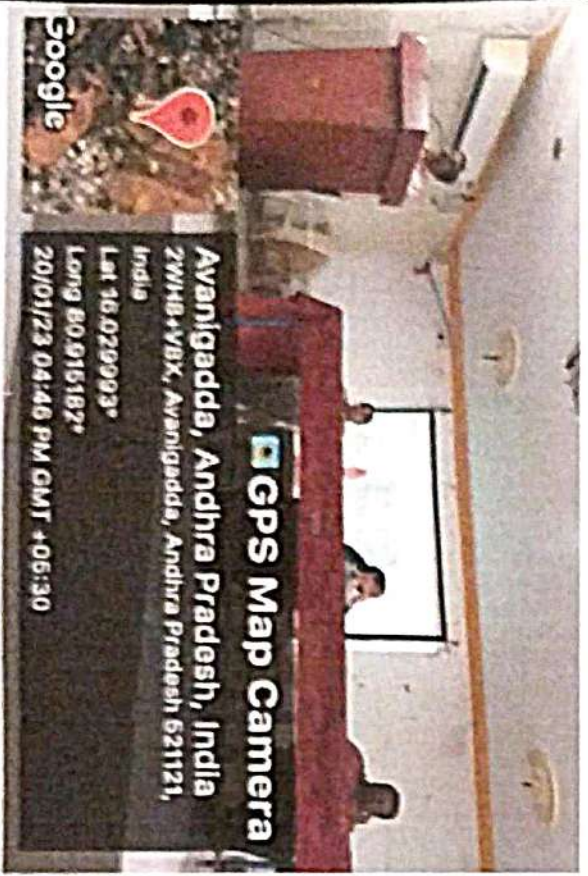 GPS Map Camera
Avanigadda, Andhra Pradesh, India
2WH8+VBX, Avanigadda, Andhra Pradesh 521121,
India
Lat 16.029993°
Long 80.915182°
20/01/23 04:46 PM GMT +05:30
Google